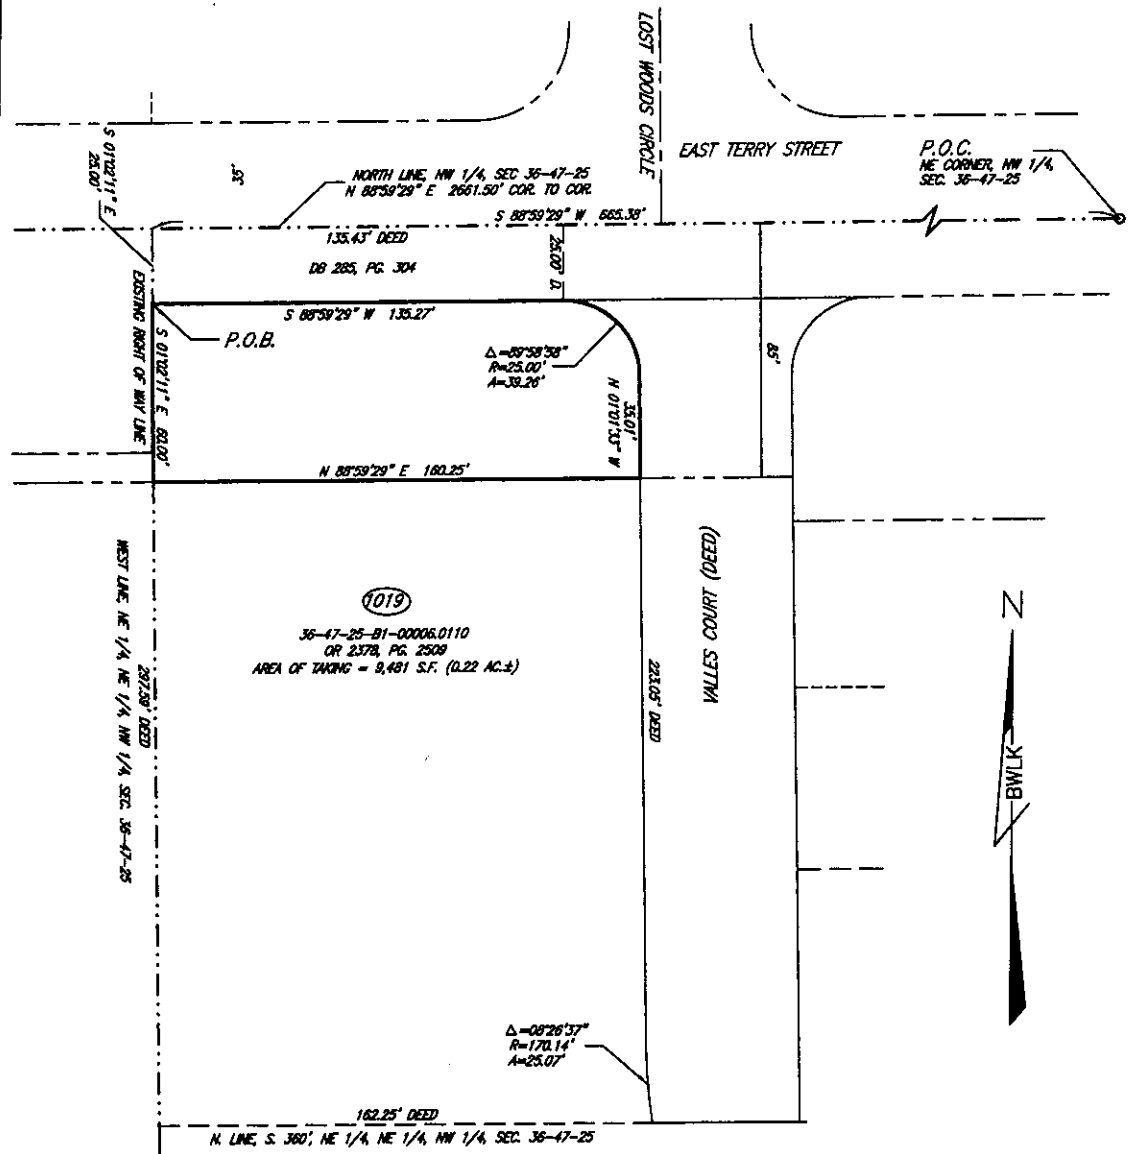 LOST WOODS CIRCLE
EAST TERRY STREET
P.O.C.
NE CORNER, NW 1/4,
SEC. 36-47-25
S 01°02'11" E
25.00'
NORTH LINE, NW 1/4, SEC 36-47-25
N 88°59'29" E 2661.50' COR. TO COR.
S 88°59'29" W 665.38'
135.43' DEED
DB 285, PG. 304
25.00' D.
EXISTING RIGHT OF WAY LINE
S 88°59'29" W 135.27'
P.O.B.
S 01°02'11" E 60.00'
Δ=89°58'58"
R=25.00'
A=39.26'
35.01'
N 01°01'33" W
85'
N 88°59'29" E 160.25'
WEST LINE, NE 1/4, NE 1/4, NW 1/4, SEC. 36-47-25
297.59' DEED
1019
36-47-25-B1-00006.0110
OR 2378, PG. 2509
AREA OF TAKING = 9,481 S.F. (0.22 AC.±)
223.05' DEED
VALLES COURT (DEED)
N
BWLK
Δ=08°26'37"
R=170.14'
A=25.07'
162.25' DEED
N. LINE, S. 360', NE 1/4, NE 1/4, NW 1/4, SEC. 36-47-25